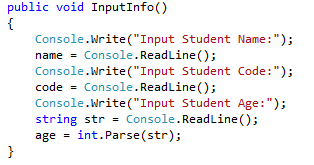 public void InputInfo()
{
    Console.Write("Input Student Name:");
    name = Console.ReadLine();
    Console.Write("Input Student Code:");
    code = Console.ReadLine();
    Console.Write("Input Student Age:");
    string str = Console.ReadLine();
    age = int.Parse(str);
}